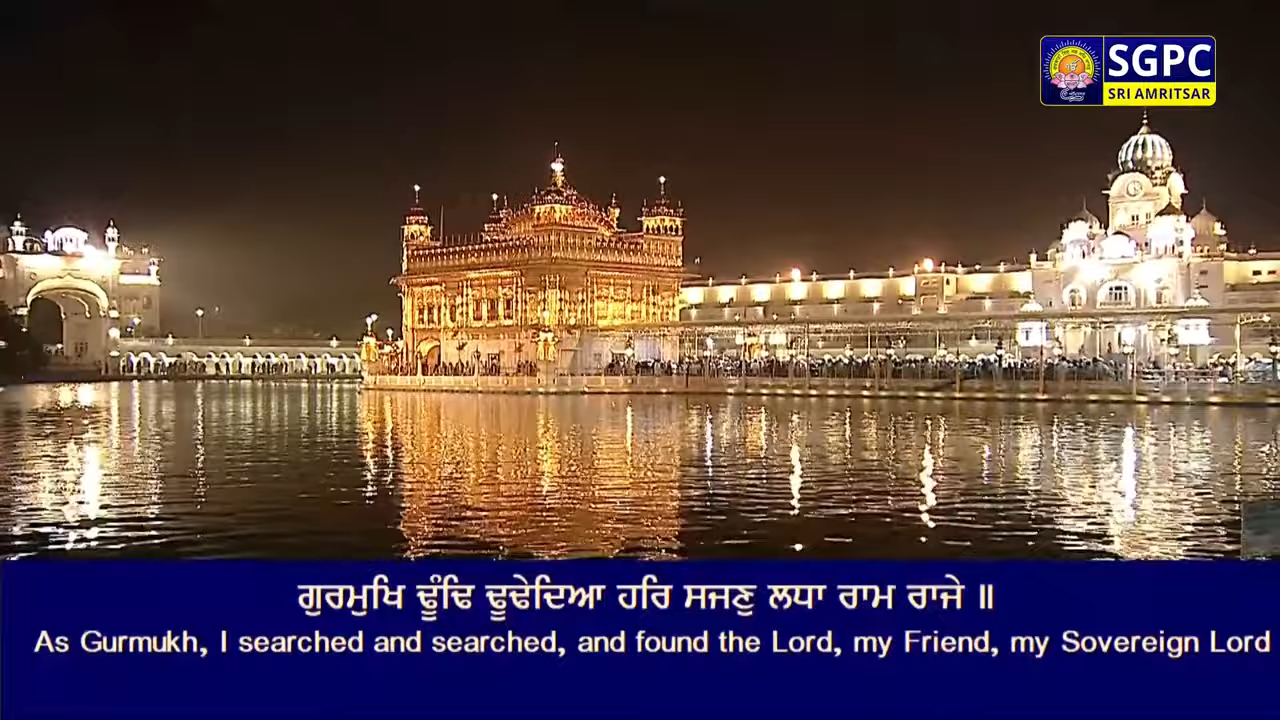 SGPC
SRI AMRITSAR
ਗੁਰਮੁਖਿ ਢੂੰਢਿ ਢੂਢੇਦਿਆ ਹਰਿ ਸਜਣੁ ਲਧਾ ਰਾਮ ਰਾਜੇ ॥
As Gurmukh, I searched and searched, and found the Lord, my Friend, my Sovereign Lord